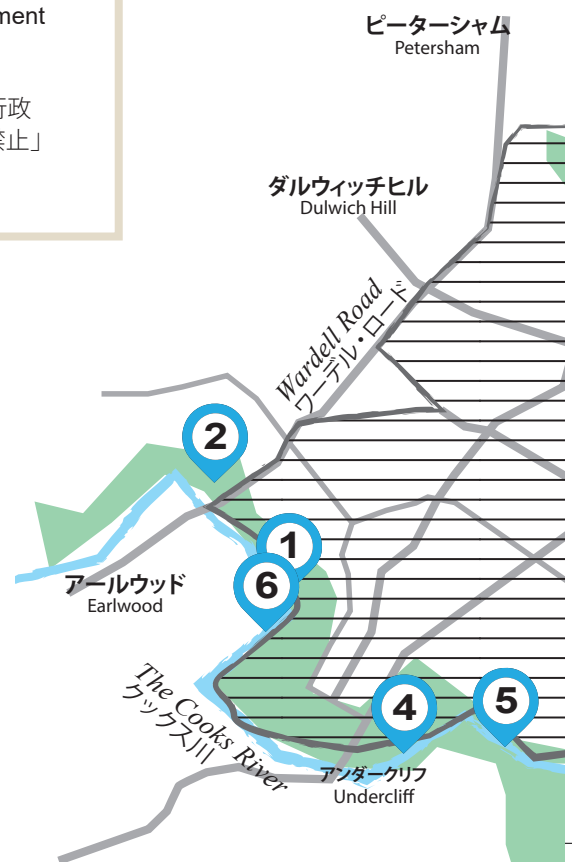 ment
行政
禁止」
ピーターシャム
Petersham
ダルウィッチヒル
Dulwich Hill
Wardell Road
ワーデル・ロード
2
1
6
アールウッド
Earlwood
The Cooks River
クックス川
4
5
アンダークリフ
Undercliff